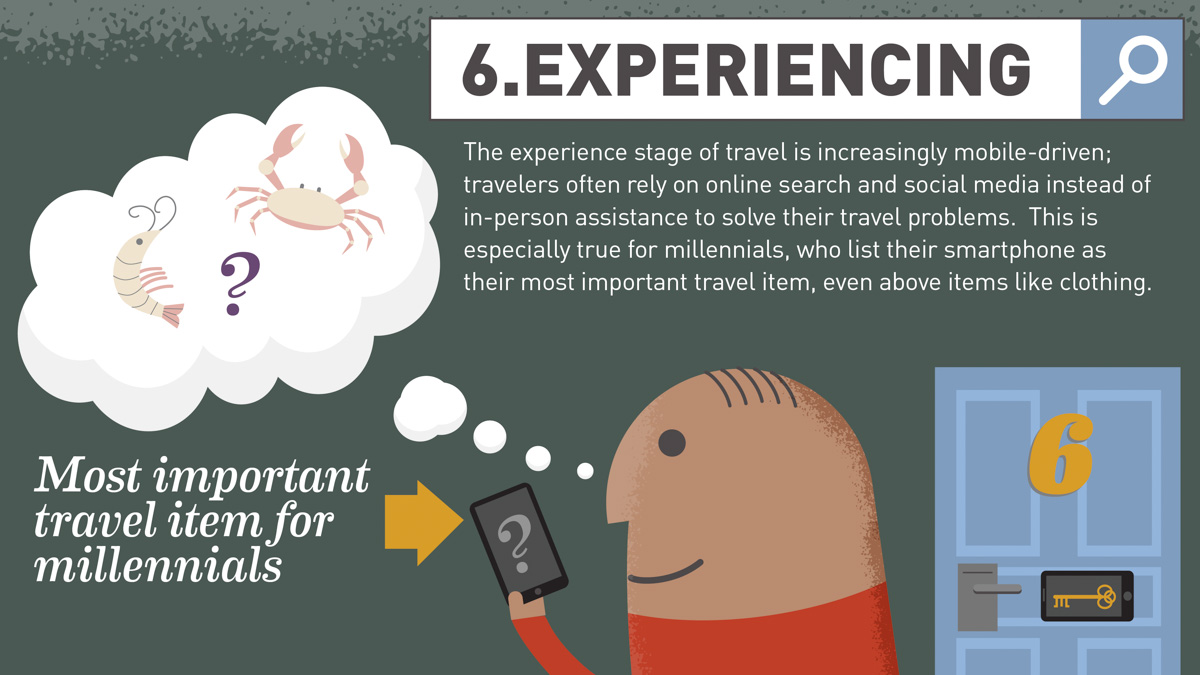 6.EXPERIENCING
The experience stage of travel is increasingly mobile-driven;
travelers often rely on online search and social media instead of
in-person assistance to solve their travel problems.  This is
especially true for millennials, who list their smartphone as
their most important travel item, even above items like clothing.
?
Most important
travel item for
millennials
?
6